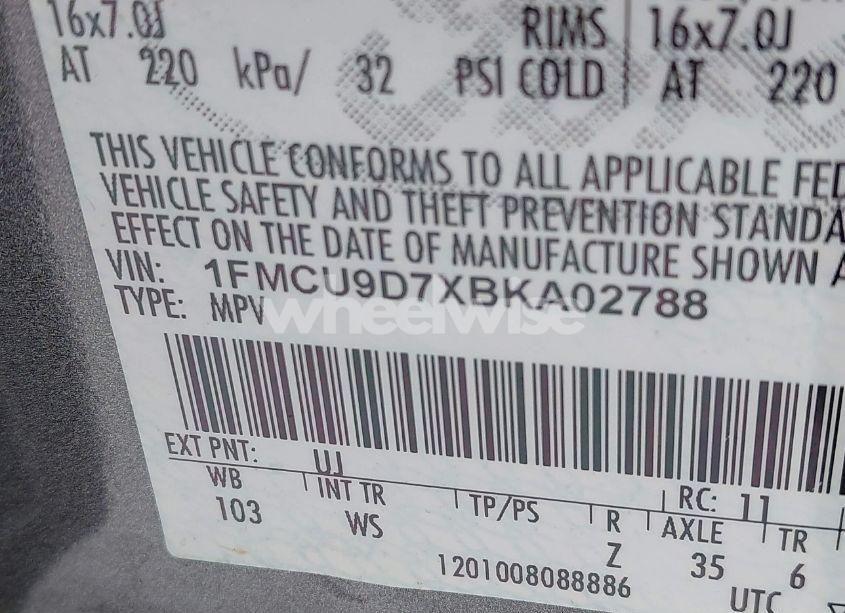 16x7.0J RIMS 16x7.0J
AT 220 kPa/ 32 PSI COLD AT 220
THIS VEHICLE CONFORMS TO ALL APPLICABLE FED
VEHICLE SAFETY AND THEFT PREVENTION STANDA
EFFECT ON THE DATE OF MANUFACTURE SHOWN A
VIN: 1FMCU9D7XBKA02788
TYPE: MPV
wheelwise
EXT PNT: UJ RC: 11
WB INT TR TP/PS R AXLE TR
103 WS Z 35 6
1201008088886 UTC